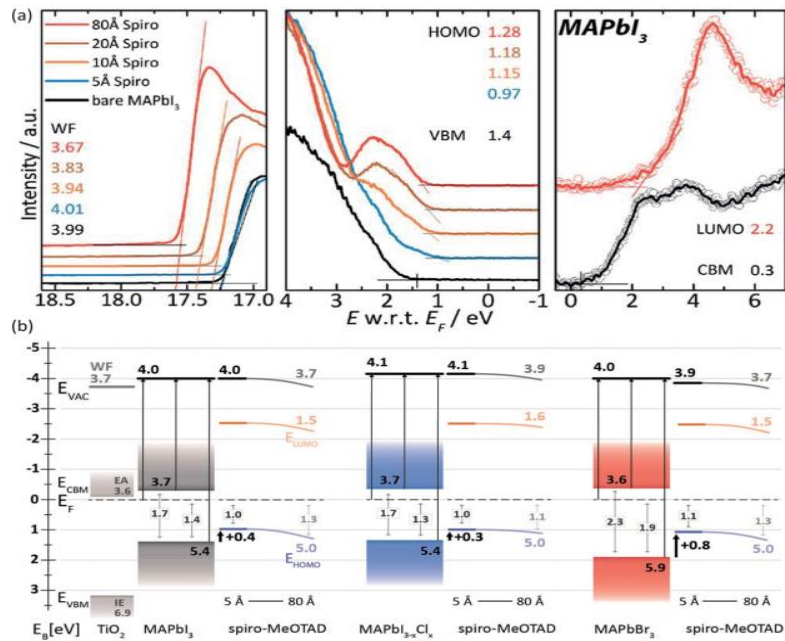 (a)
80Å Spiro
20Å Spiro
10Å Spiro
5Å Spiro
bare MAPbI3
WF
3.67
3.83
3.94
4.01
3.99
Intensity / a.u.
18.5 18.0 17.5 17.0
HOMO 1.28
1.18
1.15
0.97
VBM 1.4
4 3 2 1 0 -1
E w.r.t. EF / eV
MAPbI3
LUMO 2.2
CBM 0.3
0 2 4 6
(b)
-5
-4
-3
-2
-1
0
1
2
3
EVAC
ECBM
EF
EVBM
EB[eV]
WF
3.7
EA
3.6
IE
6.9
TiO2
4.0
3.7
1.7
1.4
5.4
MAPbI3
4.0
3.7
1.5
ELUMO
1.0
1.3
+0.4
EHOMO
5.0
5 Å 80 Å
spiro-MeOTAD
4.1
3.7
1.7
1.3
5.4
MAPbI3-xClx
4.1
3.9
1.6
1.0
1.1
+0.3
5.0
5 Å 80 Å
spiro-MeOTAD
4.0
3.6
2.3
1.9
5.9
MAPbBr3
3.9
3.7
1.5
1.1
1.3
+0.8
5.0
5 Å 80 Å
spiro-MeOTAD